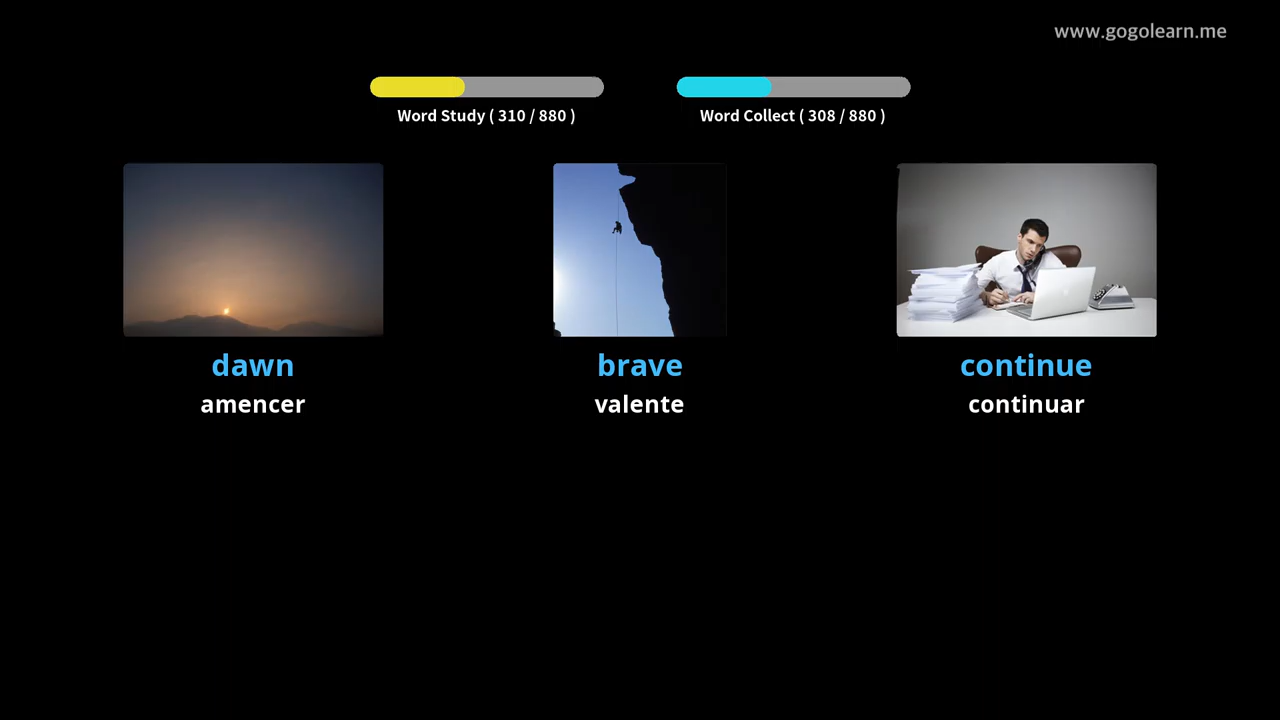 www.gogolearn.me
Word Study ( 310 / 880 )
Word Collect ( 308 / 880 )
dawn
amencer
brave
valente
continue
continuar